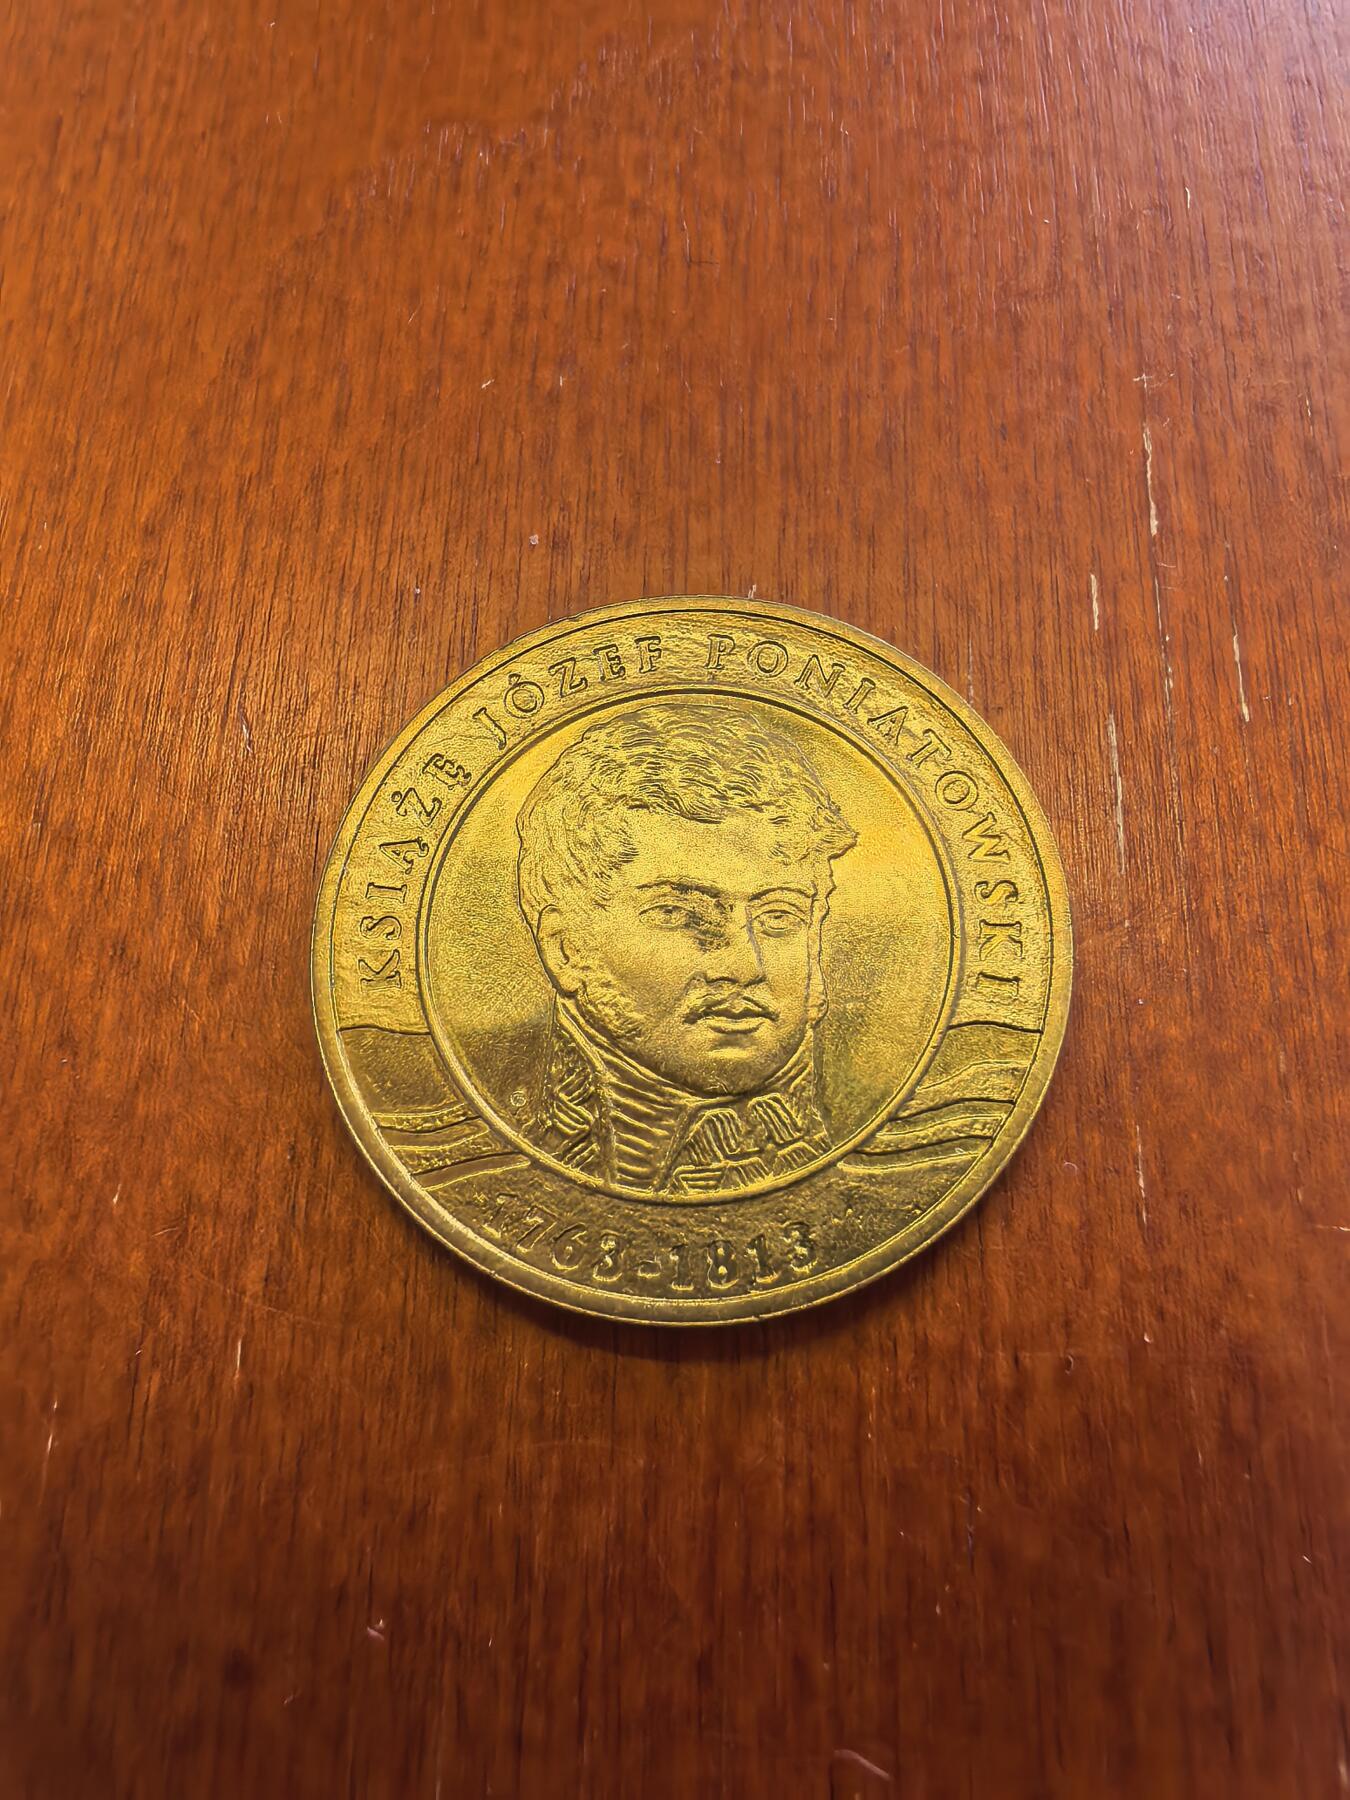 KSIĄŻĘ JÓZEF PONIATOWSKI
1763-1813